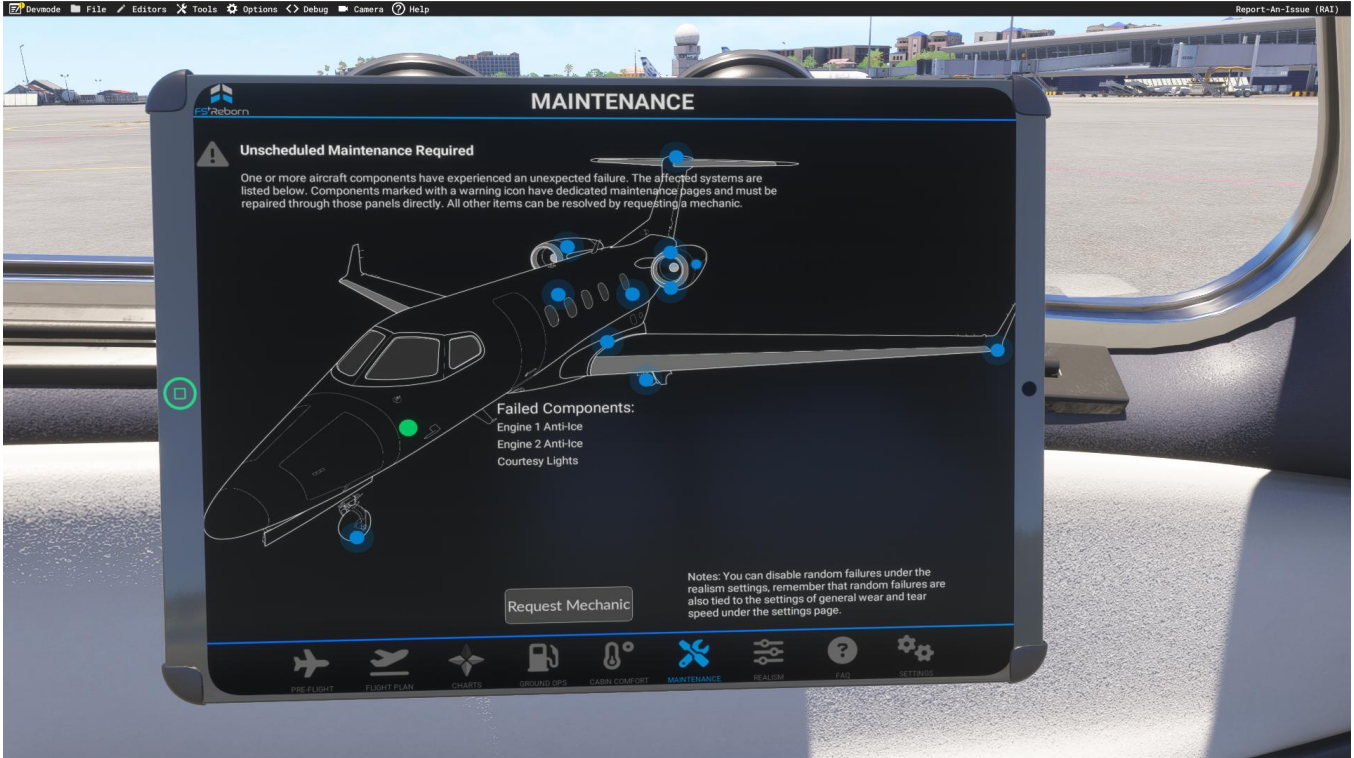 Devmode File Editors Tools Options Debug Camera Help Report-An-Issue (RAI)
FS Reborn
MAINTENANCE
Unscheduled Maintenance Required
One or more aircraft components have experienced an unexpected failure. The affected systems are
listed below. Components marked with a warning icon have dedicated maintenance pages and must be
repaired through those panels directly. All other items can be resolved by requesting a mechanic.
Failed Components:
Engine 1 Anti-Ice
Engine 2 Anti-Ice
Courtesy Lights
Notes: You can disable random failures under the
realism settings, remember that random failures are
also tied to the settings of general wear and tear
speed under the settings page.
Request Mechanic
PRE-FLIGHT FLIGHT PLAN CHARTS GROUND OPS CABIN COMFORT MAINTENANCE REALISM FAQ SETTINGS